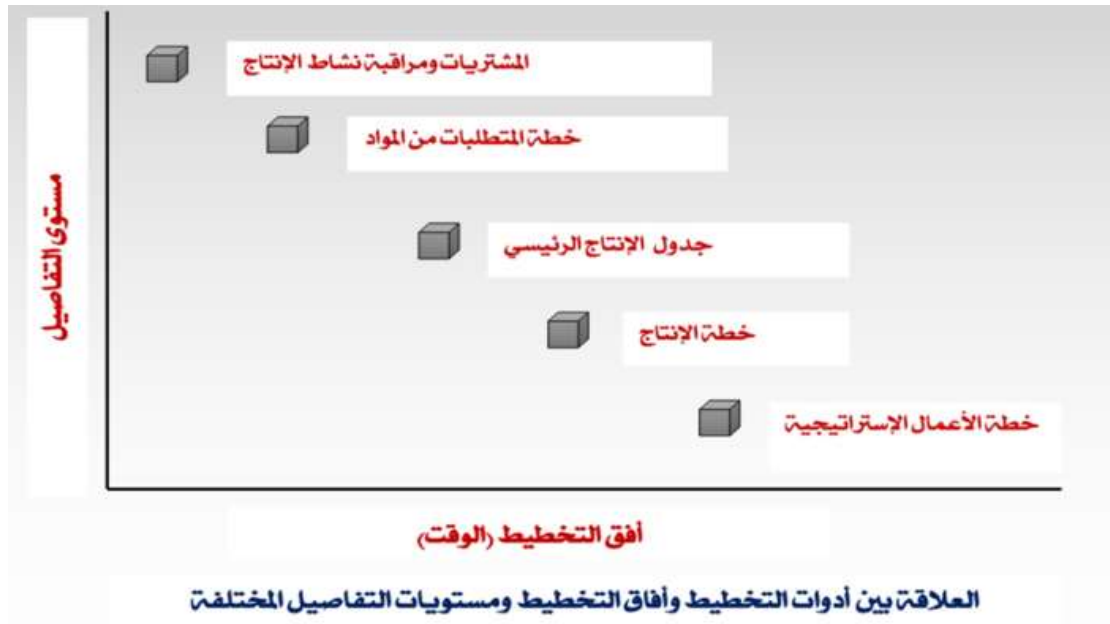 المشتريات ومراقبة نشاط الإنتاج
خطة المتطلبات من المواد
مستوى التفاصيل
جدول الإنتاج الرئيسي
خطة الإنتاج
خطة الأعمال الإستراتيجية
أفق التخطيط (الوقت)
العلاقة بين أدوات التخطيط وأفاق التخطيط ومستويات التفاصيل المختلفة